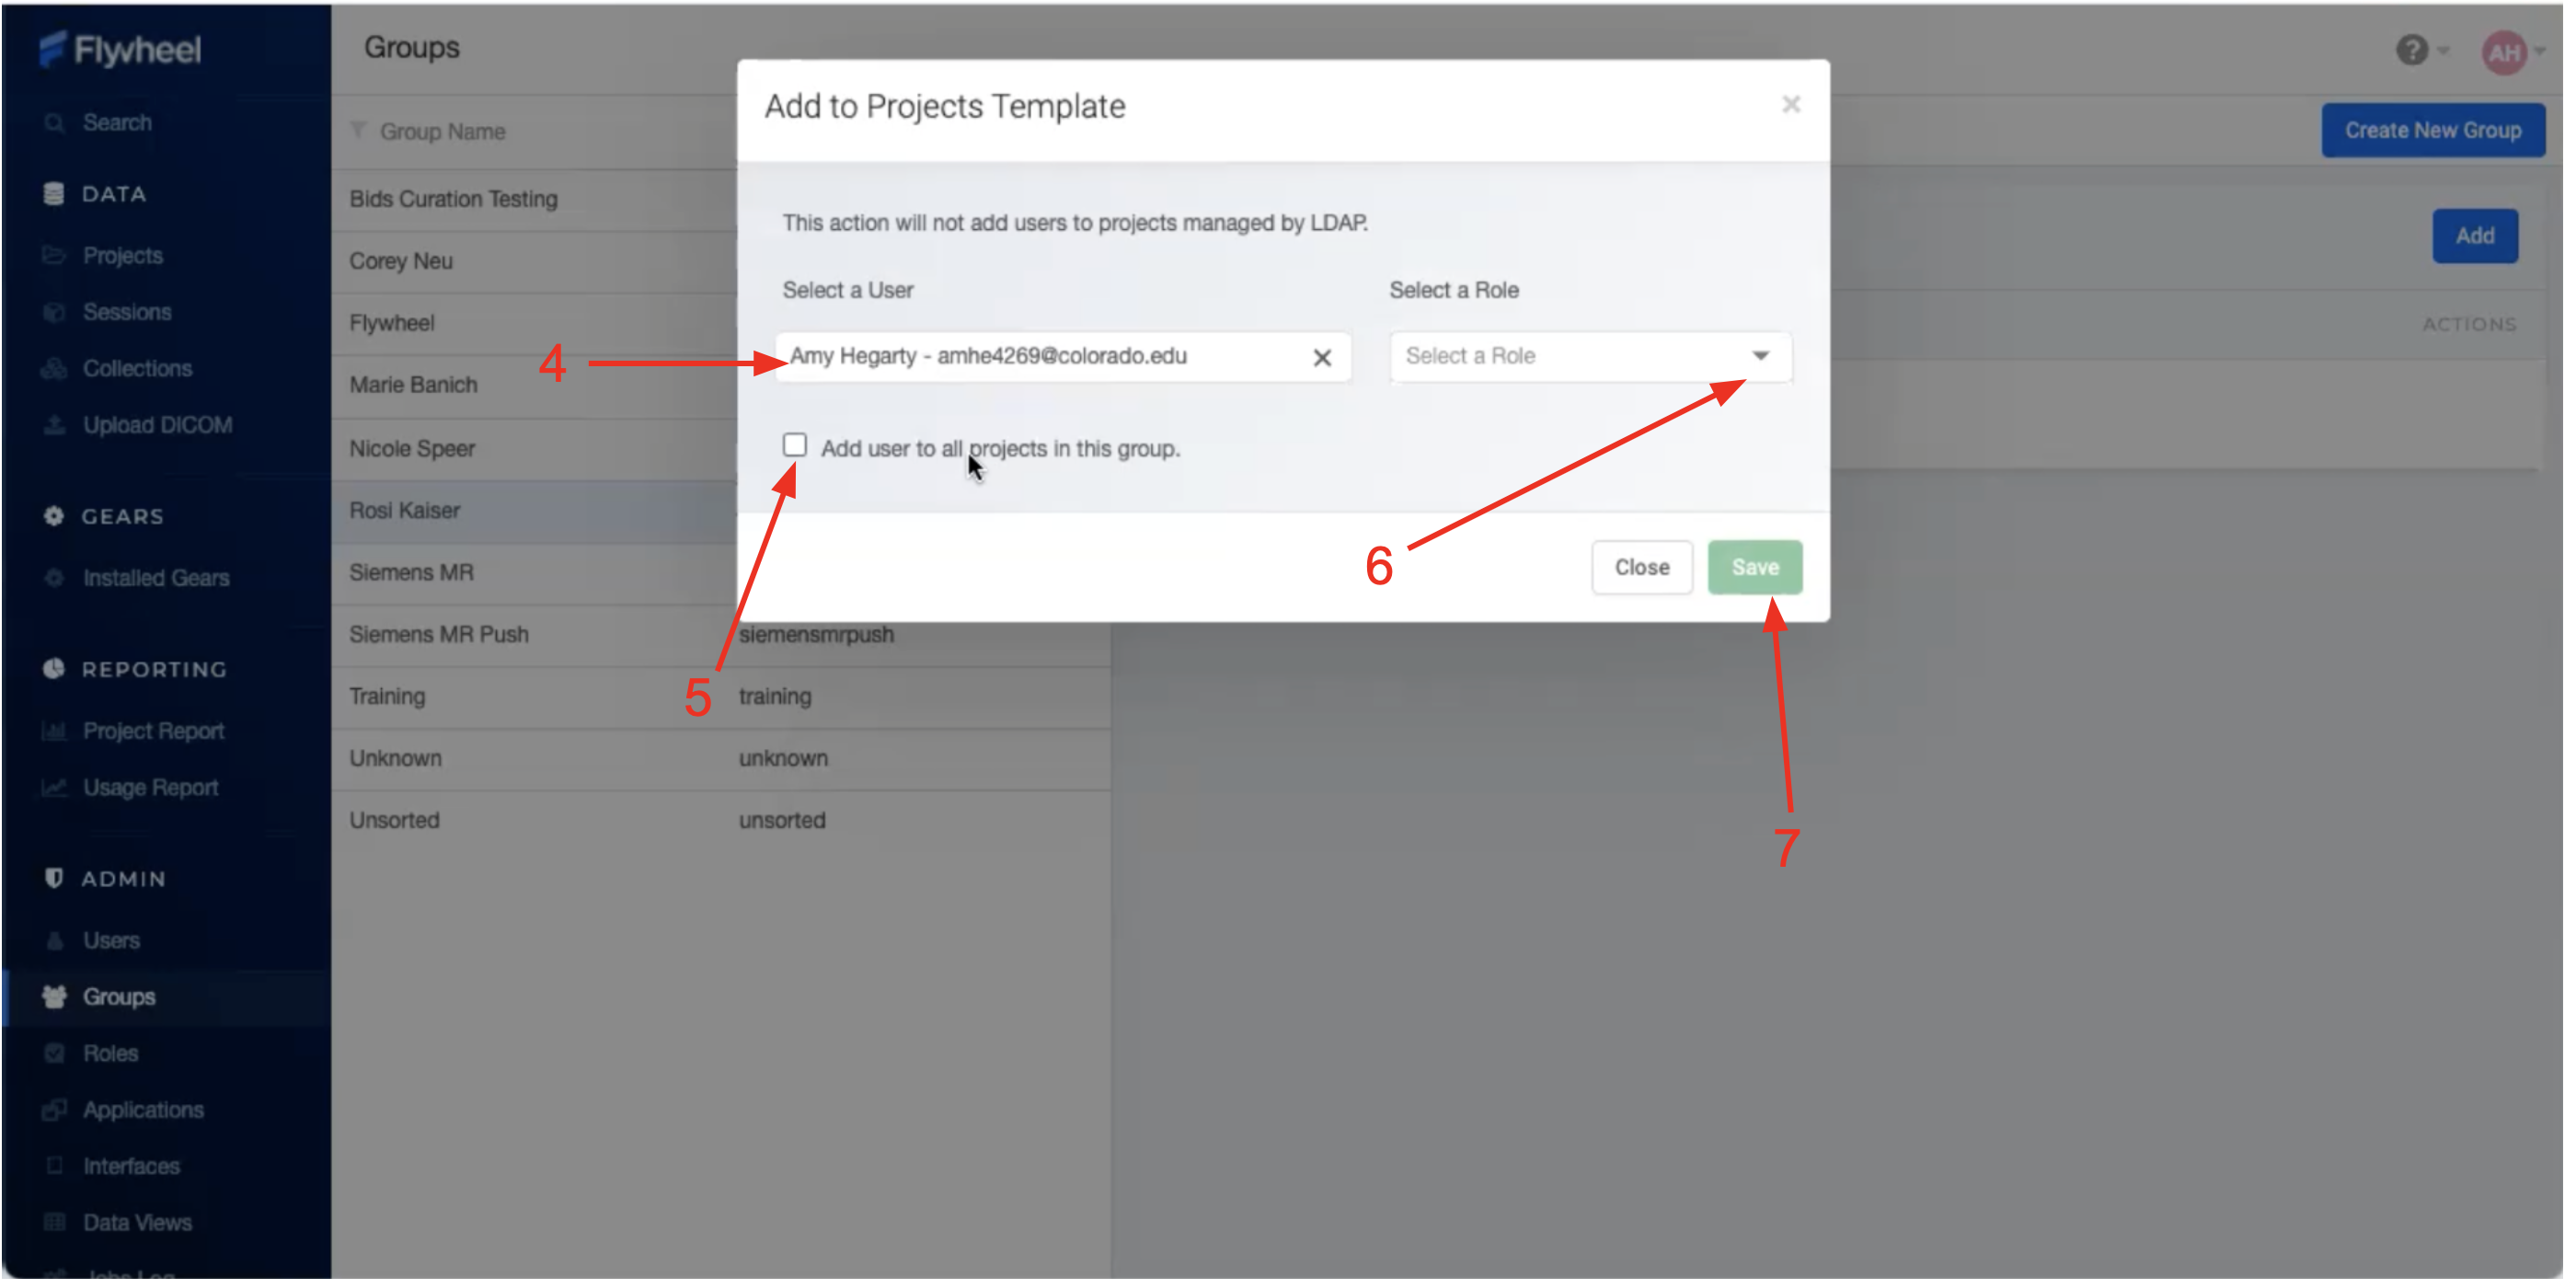 Flywheel
Search
DATA
Projects
Sessions
Collections
Upload DICOM
GEARS
Installed Gears
REPORTING
Project Report
Usage Report
ADMIN
Users
Groups
Roles
Applications
Interfaces
Data Views
Jobs Log
Groups
AH
Group Name
Create New Group
Add
ACTIONS
Bids Curation Testing
Corey Neu
Flywheel
Marie Banich
Nicole Speer
Rosi Kaiser
Siemens MR
Siemens MR Push siemensmrpush
Training training
Unknown unknown
Unsorted unsorted
Add to Projects Template
This action will not add users to projects managed by LDAP.
Select a User
Select a Role
Amy Hegarty - amhe4269@colorado.edu
Select a Role
Add user to all projects in this group.
Close
Save
4
5
6
7